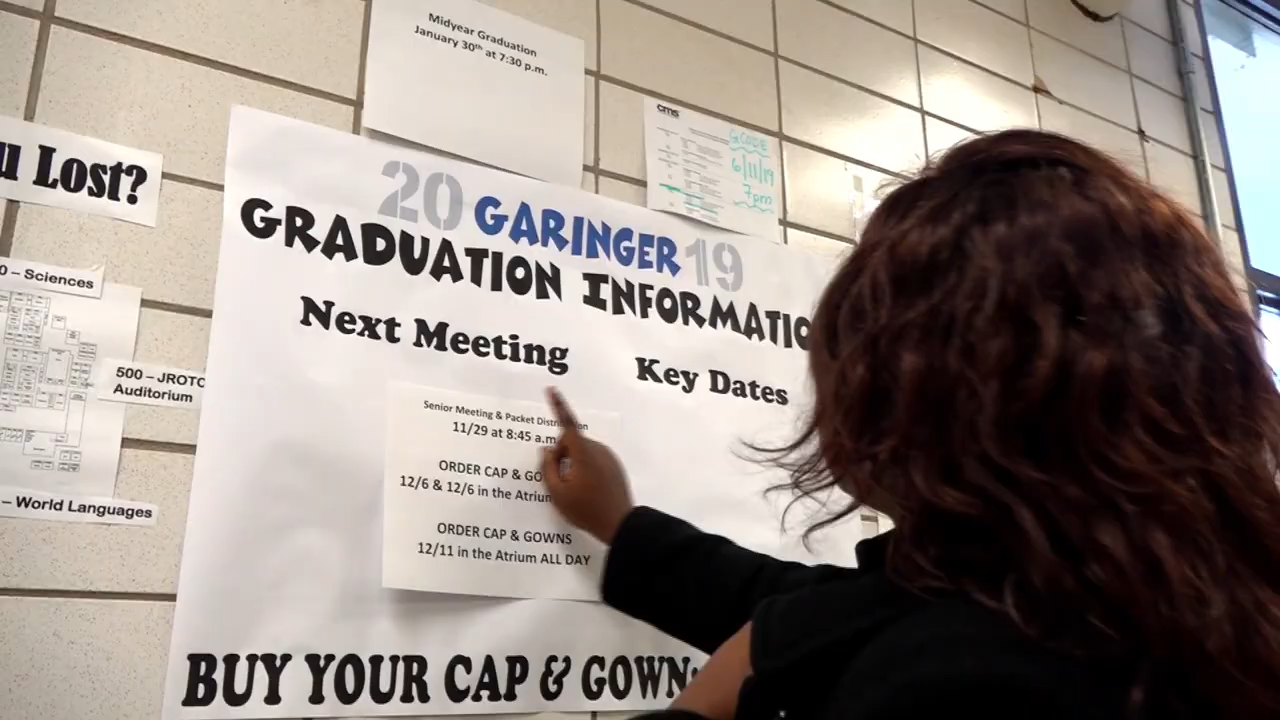 Midyear Graduation
January 30th at 7:30 p.m.
cms
GCODE
6/11/19
7pm
u Lost?
20 GARINGER 19
GRADUATION INFORMATIO
Next Meeting
Key Dates
Senior Meeting & Packet Distribution
11/29 at 8:45 a.m
ORDER CAP & GO
12/6 & 12/6 in the Atrium
ORDER CAP & GOWNS
12/11 in the Atrium ALL DAY
BUY YOUR CAP & GOWN:
0 – Sciences
500 – JROTC
Auditorium
– World Languages